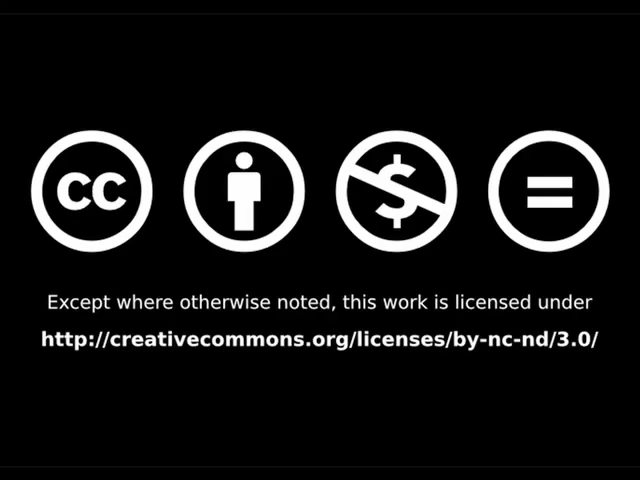 cc
Except where otherwise noted, this work is licensed under
http://creativecommons.org/licenses/by-nc-nd/3.0/